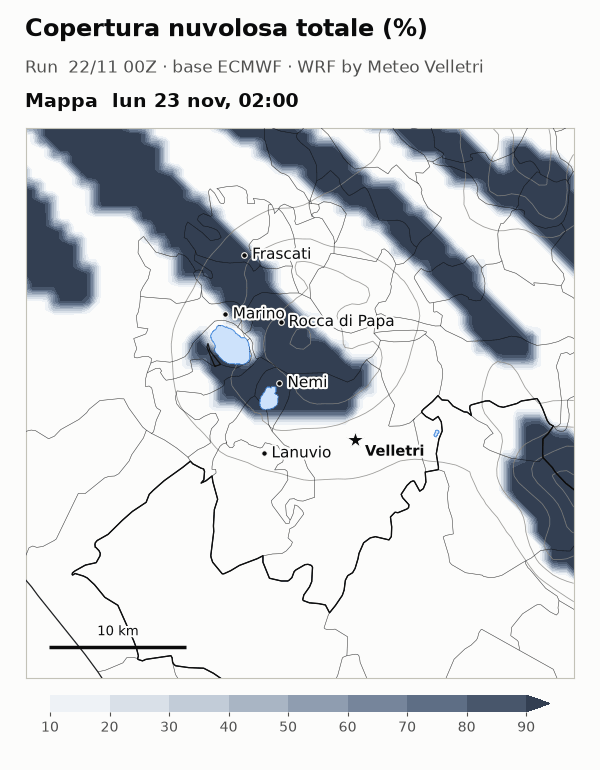 Copertura nuvolosa totale (%)
Run  22/11 00Z · base ECMWF · WRF by Meteo Velletri
Mappa  lun 23 nov, 02:00
Frascati
Marino
Rocca di Papa
Nemi
Lanuvio
Velletri
10 km
10 20 30 40 50 60 70 80 90